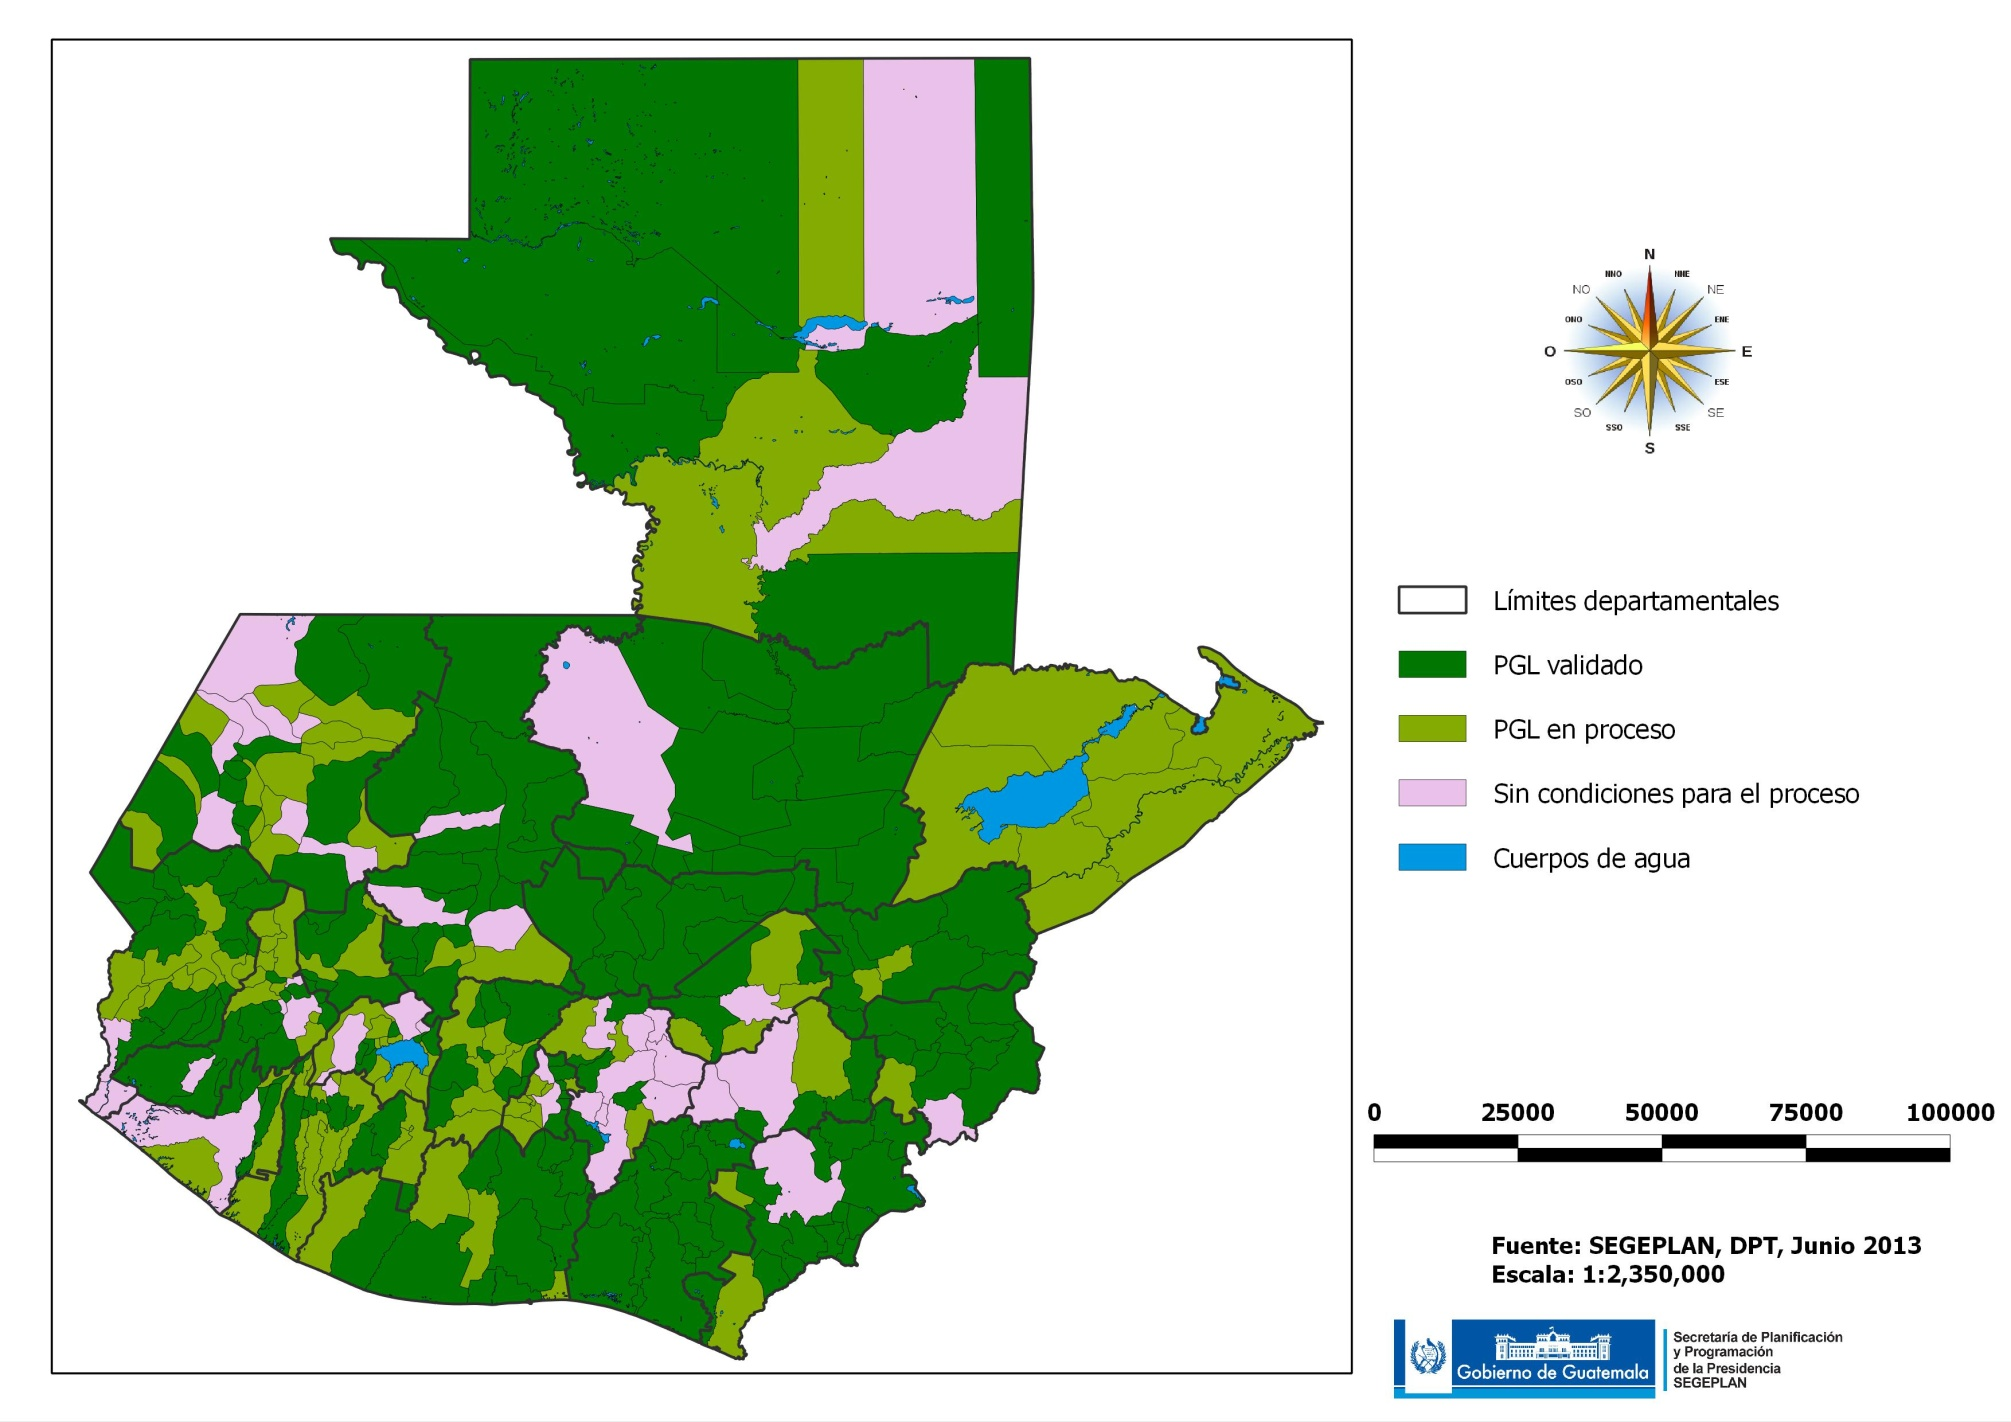 N
NNO
NNE
NO
NE
ONO
ENE
O
E
OSO
ESE
SO
SE
SSO
SSE
S
Límites departamentales
PGL validado
PGL en proceso
Sin condiciones para el proceso
Cuerpos de agua
0 25000 50000 75000 100000
Fuente: SEGEPLAN, DPT, Junio 2013
Escala: 1:2,350,000
Gobierno de Guatemala
Secretaría de Planificación
y Programación
de la Presidencia
SEGEPLAN